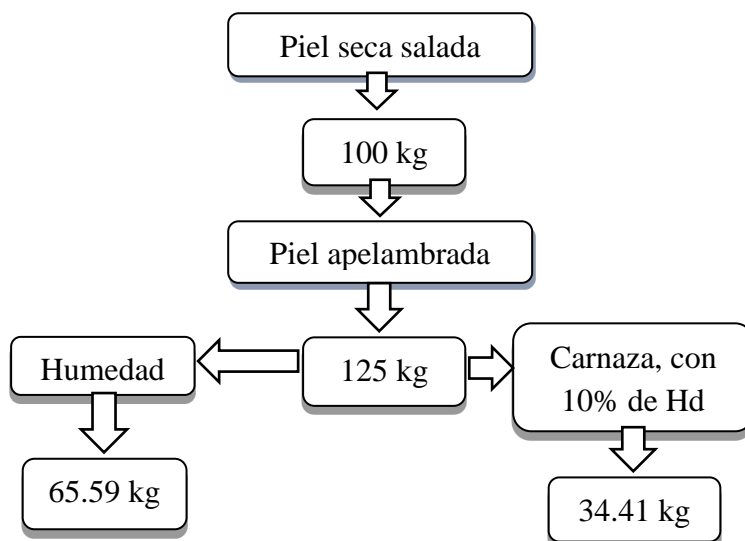 Piel seca salada
100 kg
Piel apelambrada
Humedad
125 kg
Carnaza, con
10% de Hd
65.59 kg
34.41 kg